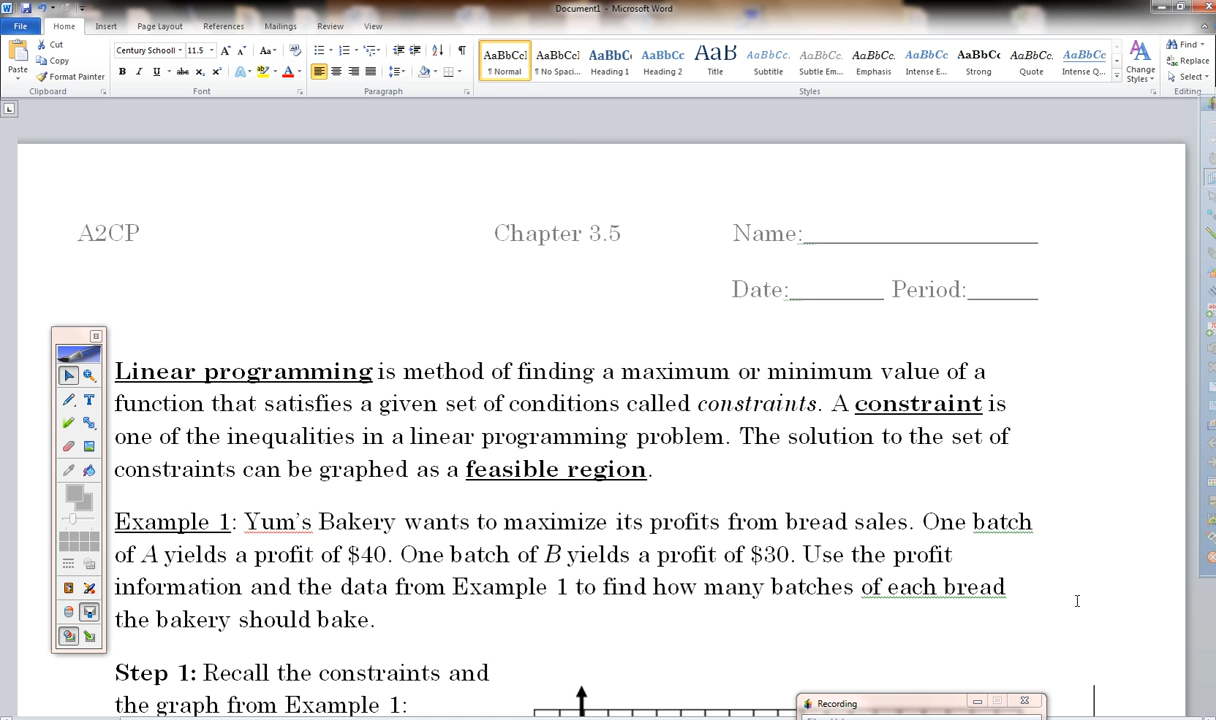 Document1 - Microsoft Word
File Home Insert Page Layout References Mailings Review View
Paste
Cut
Copy
Format Painter
Clipboard
Century Schooll 11.5
Font
Paragraph
AaBbCcI AaBbCcI AaBbCc AaBbCc AaB AaBbCc. AaBbCc. AaBbCc. AaBbCc. AaBbCc AaBbCc. AaBbCc
¶ Normal ¶ No Spaci... Heading 1 Heading 2 Title Subtitle Subtle Em... Emphasis Intense E... Strong Quote Intense Q...
Change
Styles
Styles
Find
Replace
Select
Editing
A2CP Chapter 3.5 Name:____________________
Date:________ Period:______
Linear programming is method of finding a maximum or minimum value of a
function that satisfies a given set of conditions called constraints. A constraint is
one of the inequalities in a linear programming problem. The solution to the set of
constraints can be graphed as a feasible region.
Example 1: Yum's Bakery wants to maximize its profits from bread sales. One batch
of A yields a profit of $40. One batch of B yields a profit of $30. Use the profit
information and the data from Example 1 to find how many batches of each bread
the bakery should bake.
Step 1: Recall the constraints and
the graph from Example 1:
Recording